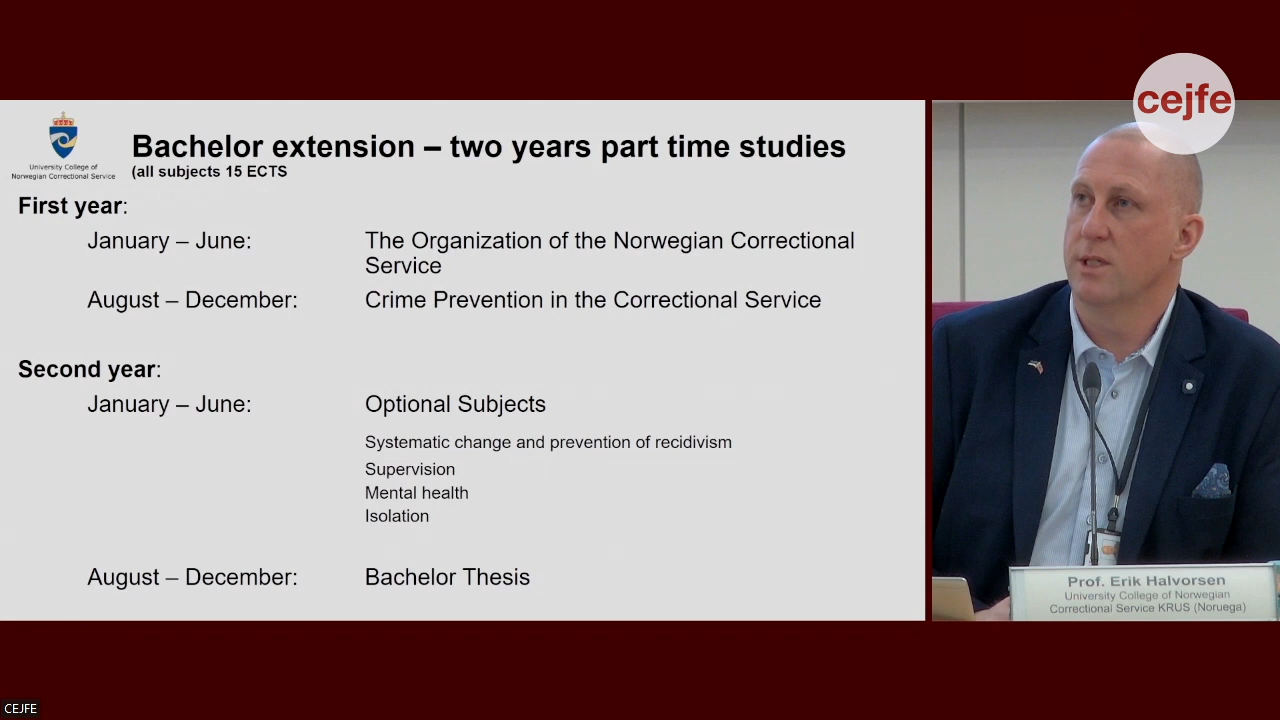 cejfe
University College of
Norwegian Correctional Service
Bachelor extension – two years part time studies
(all subjects 15 ECTS
First year:
January – June: The Organization of the Norwegian Correctional
Service
August – December: Crime Prevention in the Correctional Service
Second year:
January – June: Optional Subjects
Systematic change and prevention of recidivism
Supervision
Mental health
Isolation
August – December: Bachelor Thesis
Prof. Erik Halvorsen
University College of Norwegian
Correctional Service KRUS (Noruega)
CEJFE